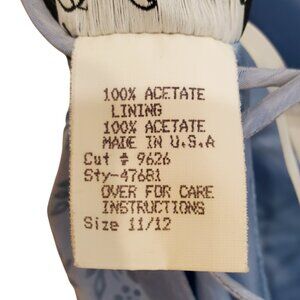 100% ACETATE
LINING
100% ACETATE
MADE IN U.S.A
Cut # 9626
Sty-47681
OVER FOR CARE
INSTRUCTIONS
Size 11/12